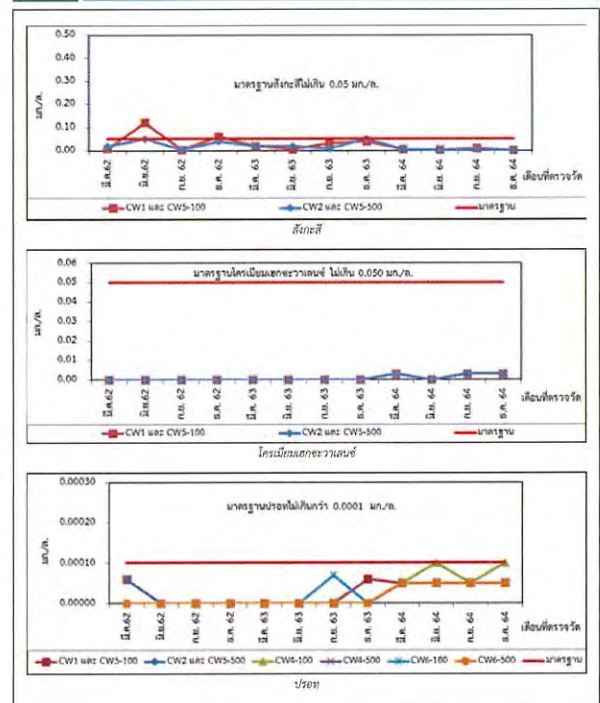 0.50
0.40
0.30
0.20
0.10
0.00
มก./ล.
มาตรฐานสังกะสีไม่เกิน 0.05 มก./ล.
มี.ค.62
มิ.ย.62
ก.ย. 62
ธ.ค. 62
มี.ค. 63
มิ.ย. 63
ก.ย. 63
ธ.ค. 63
มี.ค. 64
มิ.ย. 64
ก.ย. 64
ธ.ค. 64
เดือนที่ตรวจวัด
CW1 และ CW5-100 CW2 และ CW5-500 มาตรฐาน
สังกะสี
0.06
0.05
0.04
0.03
0.02
0.01
0.00
มก./ล.
มาตรฐานโครเมียมเฮกซะวาเลนซ์ ไม่เกิน 0.050 มก./ล.
มี.ค.62
มิ.ย.62
ก.ย. 62
ธ.ค. 62
มี.ค. 63
มิ.ย. 63
ก.ย. 63
ธ.ค. 63
มี.ค. 64
มิ.ย. 64
ก.ย. 64
ธ.ค. 64
เดือนที่ตรวจวัด
CW1 และ CW5-100 CW2 และ CW5-500 มาตรฐาน
โครเมียมเฮกซะวาเลนซ์
0.00030
0.00020
0.00010
0.00000
มก./ล.
มาตรฐานปรอทไม่เกินกว่า 0.0001 มก./ล.
มี.ค.62
มิ.ย.62
ก.ย. 62
ธ.ค. 62
มี.ค. 63
มิ.ย. 63
ก.ย. 63
ธ.ค. 63
มี.ค. 64
มิ.ย. 64
ก.ย. 64
ธ.ค. 64
เดือนที่ตรวจวัด
CW1 และ CW5-100 CW2 และ CW5-500 CW4-100 CW4-500 CW6-100 CW6-500 มาตรฐาน
ปรอท